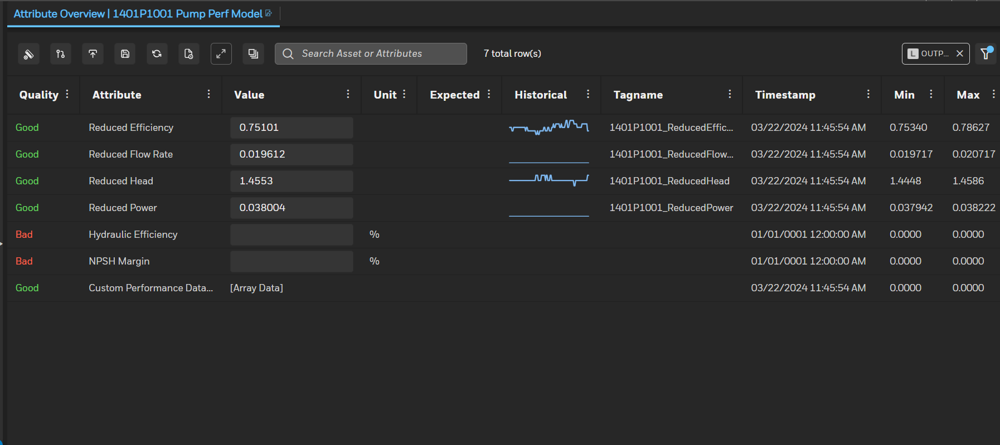 Attribute Overview | 1401P1001 Pump Perf Model
Search Asset or Attributes
7 total row(s)
L OUTP...
Quality Attribute Value Unit Expected Historical Tagname Timestamp Min Max
Good Reduced Efficiency 0.75101 1401P1001_ReducedEffic... 03/22/2024 11:45:54 AM 0.75340 0.78627
Good Reduced Flow Rate 0.019612 1401P1001_ReducedFlow... 03/22/2024 11:45:54 AM 0.019717 0.020717
Good Reduced Head 1.4553 1401P1001_ReducedHead 03/22/2024 11:45:54 AM 1.4448 1.4586
Good Reduced Power 0.038004 1401P1001_ReducedPower 03/22/2024 11:45:54 AM 0.037942 0.038222
Bad Hydraulic Efficiency % 01/01/0001 12:00:00 AM 0.0000 0.0000
Bad NPSH Margin % 01/01/0001 12:00:00 AM 0.0000 0.0000
Good Custom Performance Data... [Array Data] 03/22/2024 11:45:54 AM 0.0000 0.0000